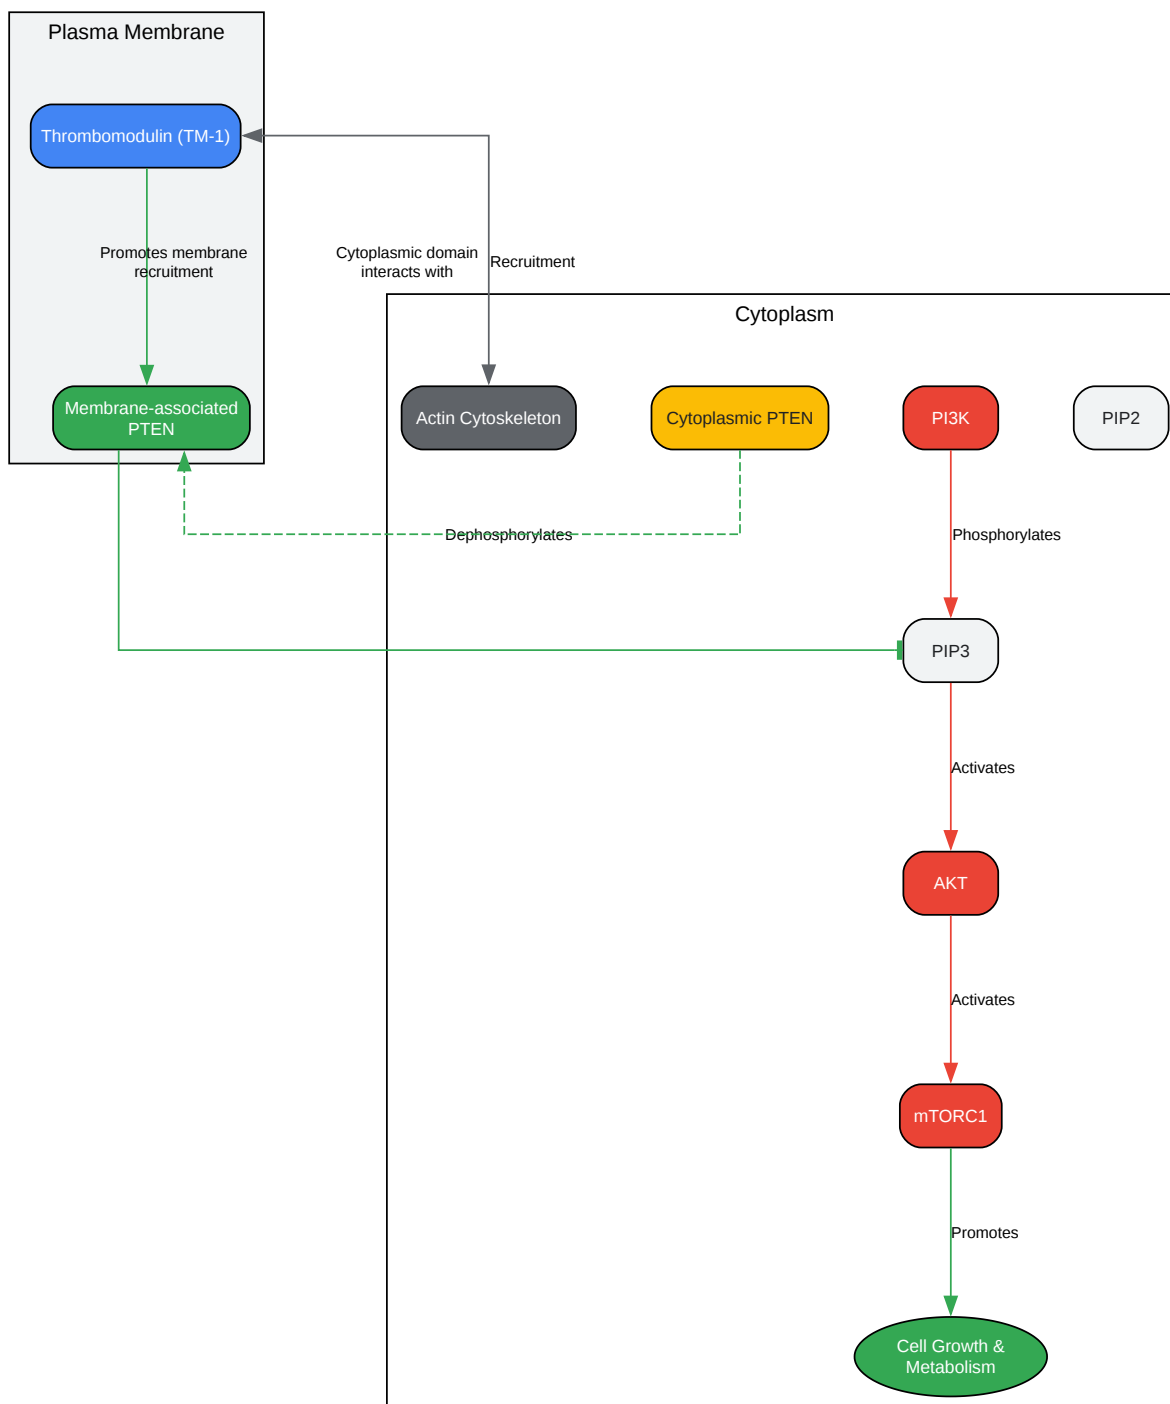 Plasma Membrane
Thrombomodulin (TM-1)
Promotes membrane
recruitment
Cytoplasmic domain
interacts with
Recruitment
Cytoplasm
Membrane-associated
PTEN
Actin Cytoskeleton
Cytoplasmic PTEN
PI3K
PIP2
Dephosphorylates
Phosphorylates
PIP3
Activates
AKT
Activates
mTORC1
Promotes
Cell Growth &
Metabolism